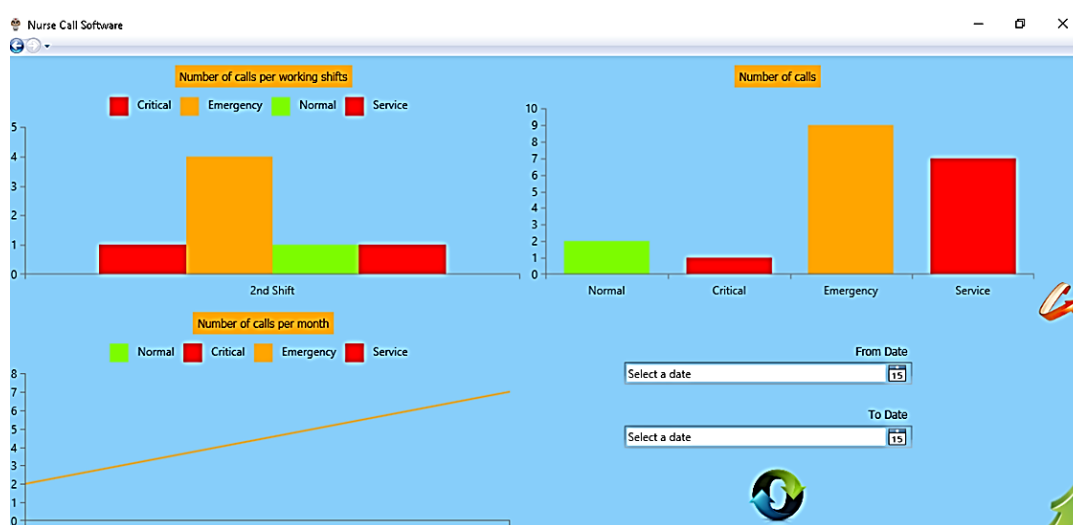 Nurse Call Software
Number of calls per working shifts
Critical Emergency Normal Service
5
4
3
2
1
0
2nd Shift
Number of calls
10
9
8
7
6
5
4
3
2
1
0
Normal Critical Emergency Service
Number of calls per month
Normal Critical Emergency Service
8
7
6
5
4
3
2
1
0
From Date
Select a date 15
To Date
Select a date 15